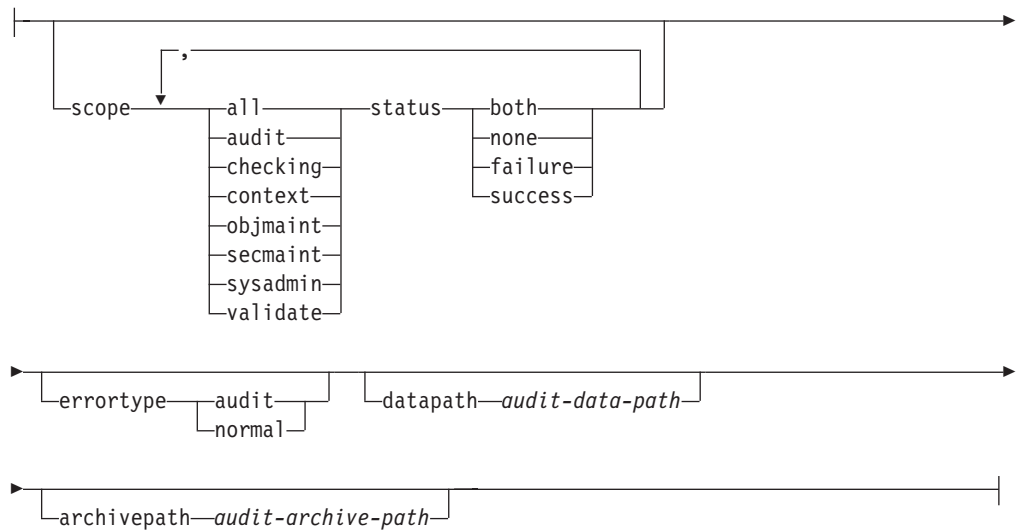 ,
scope all status both
audit none
checking failure
context success
objmaint
secmaint
sysadmin
validate
errortype audit datapath audit-data-path
normal
archivepath audit-archive-path